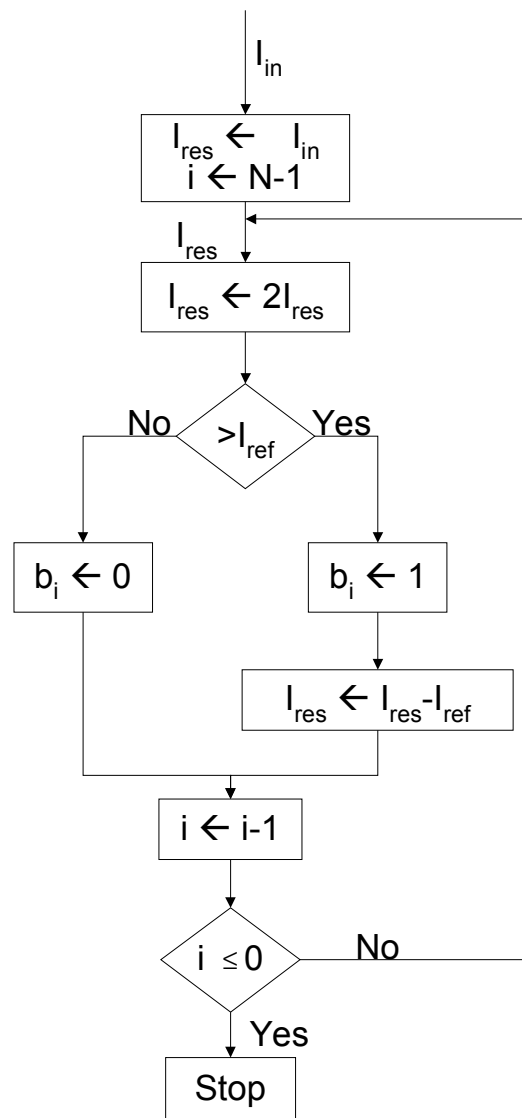 I_in
I_res ← I_in
i ← N-1
I_res
I_res ← 2I_res
No
>I_ref
Yes
b_i ← 0
b_i ← 1
I_res ← I_res-I_ref
i ← i-1
i ≤ 0
No
Yes
Stop